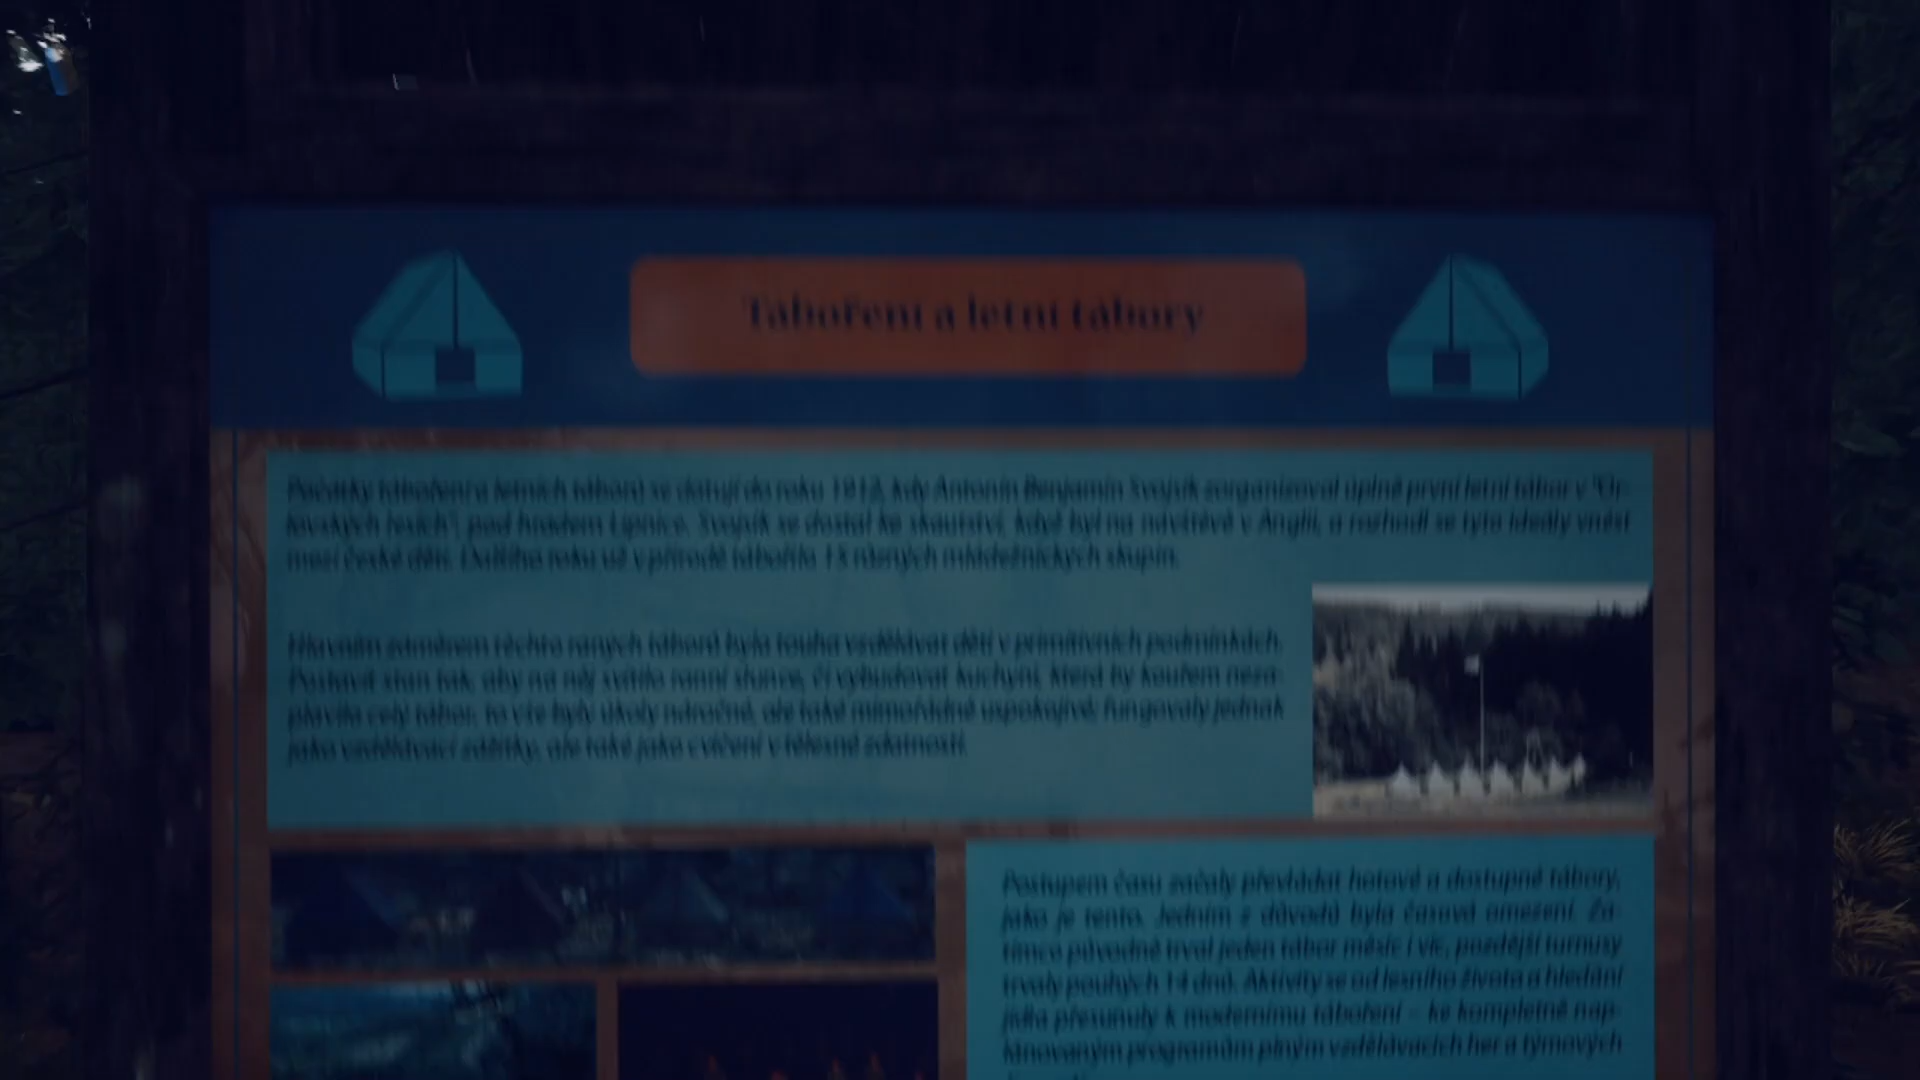 Táboření a letní tábory
Počátky táboření a letních táborů se datují do roku 1912, kdy Antonín Benjamín Svojsík zorganizoval úplně první letní tábor v "Or-
lovských lesích", pod hradem Lipnice. Svojsík se dostal ke skautství, když byl na návštěvě v Anglii, a rozhodl se tyto ideály vnést
mezi české děti. Dalšího roku už v přírodě tábořilo 15 různých mládežnických skupin.
Hlavním záměrem těchto raných táborů byla touha vzdělávat děti v primitivních podmínkách.
Postavit stan tak, aby na něj svítilo ranní slunce, či vybudovat kuchyni, která by kouřem neza-
plavila celý tábor, to vše byly úkoly náročné, ale také mimořádně uspokojivé; fungovaly jednak
jako vzdělávací zážitky, ale také jako cvičení v tělesné zdatnosti.
Postupem času začaly převládat hotové a dostupné tábory,
jako je tento. Jedním z důvodů byla časová omezení. Za-
tímco původně trval jeden tábor měsíc i víc, pozdější turnusy
trvaly pouhých 14 dnů. Aktivity se od lesního života a hledání
jídla přesunuly k modernímu táboření – ke kompletně nap-
lánovaným programům plným vzdělávacích her a týmových